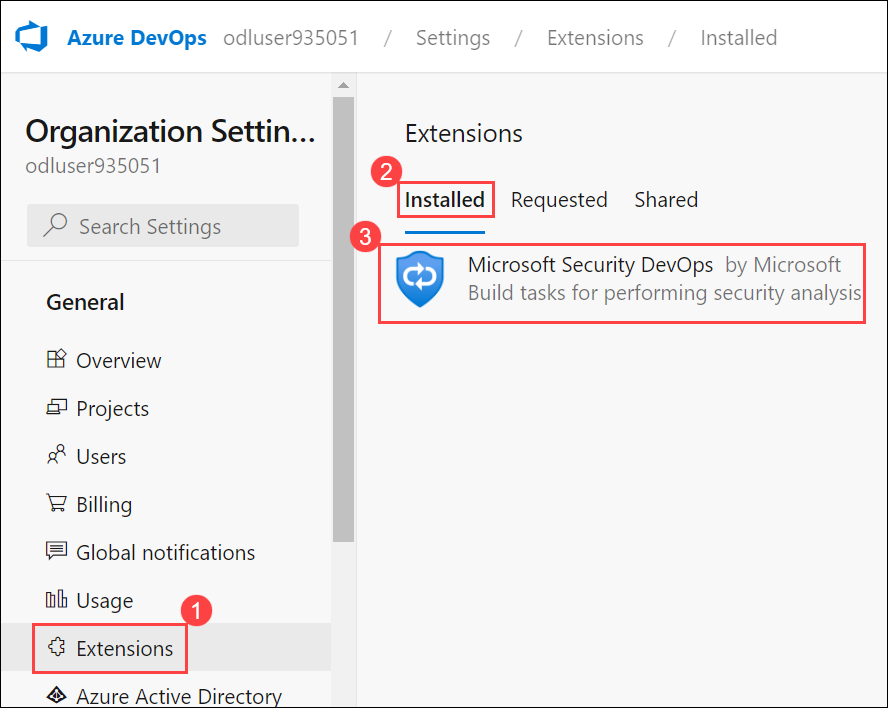 Azure DevOps odluser935051 / Settings / Extensions / Installed
Organization Settin...
odluser935051
Search Settings
General
Overview
Projects
Users
Billing
Global notifications
Usage
1
Extensions
Azure Active Directory
Extensions
2
Installed Requested Shared
3
Microsoft Security DevOps by Microsoft
Build tasks for performing security analysis